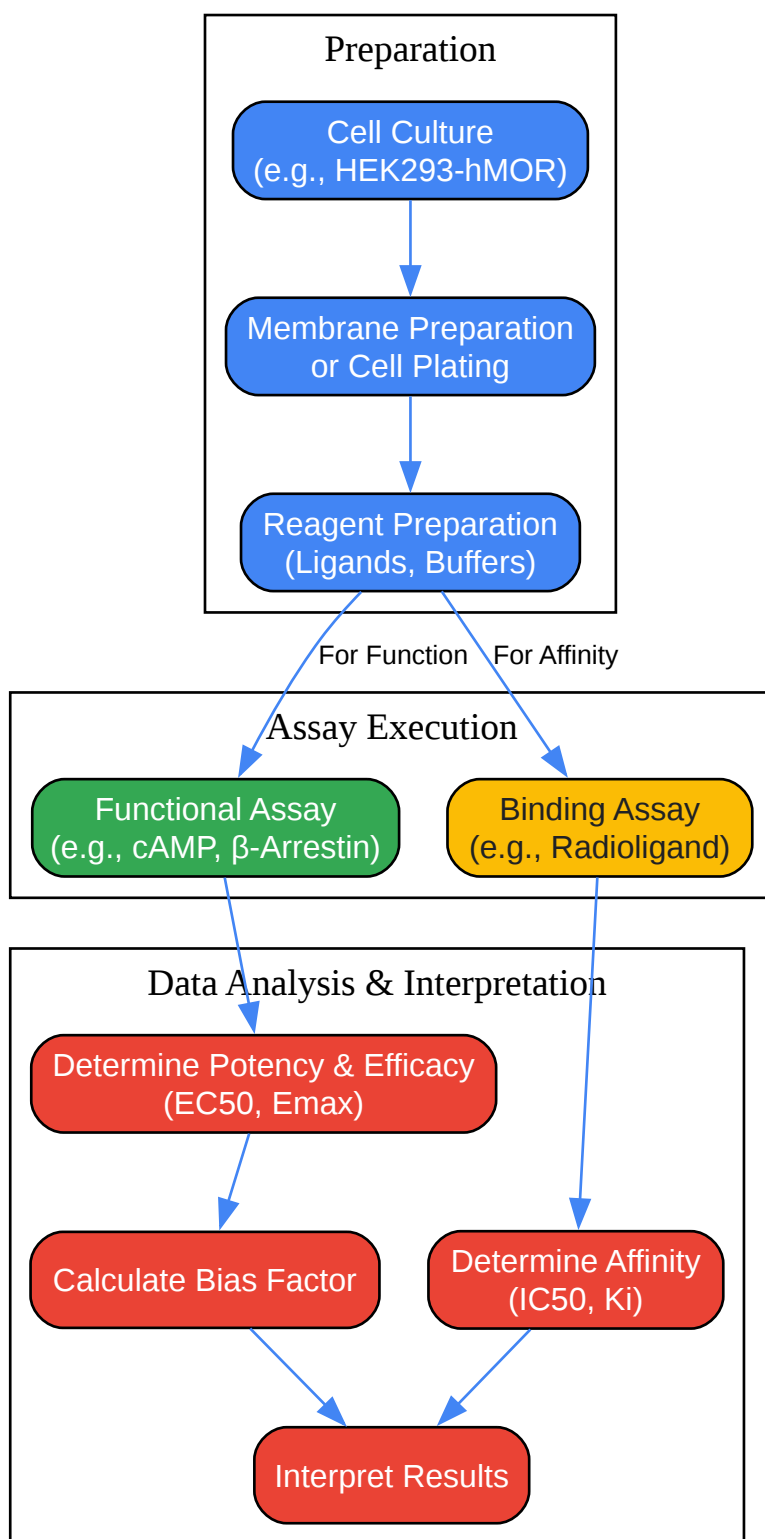 Preparation
Cell Culture
(e.g., HEK293-hMOR)
Membrane Preparation
or Cell Plating
Reagent Preparation
(Ligands, Buffers)
For Function
For Affinity
Assay Execution
Functional Assay
(e.g., cAMP, β-Arrestin)
Binding Assay
(e.g., Radioligand)
Data Analysis & Interpretation
Determine Potency & Efficacy
(EC50, Emax)
Calculate Bias Factor
Determine Affinity
(IC50, Ki)
Interpret Results